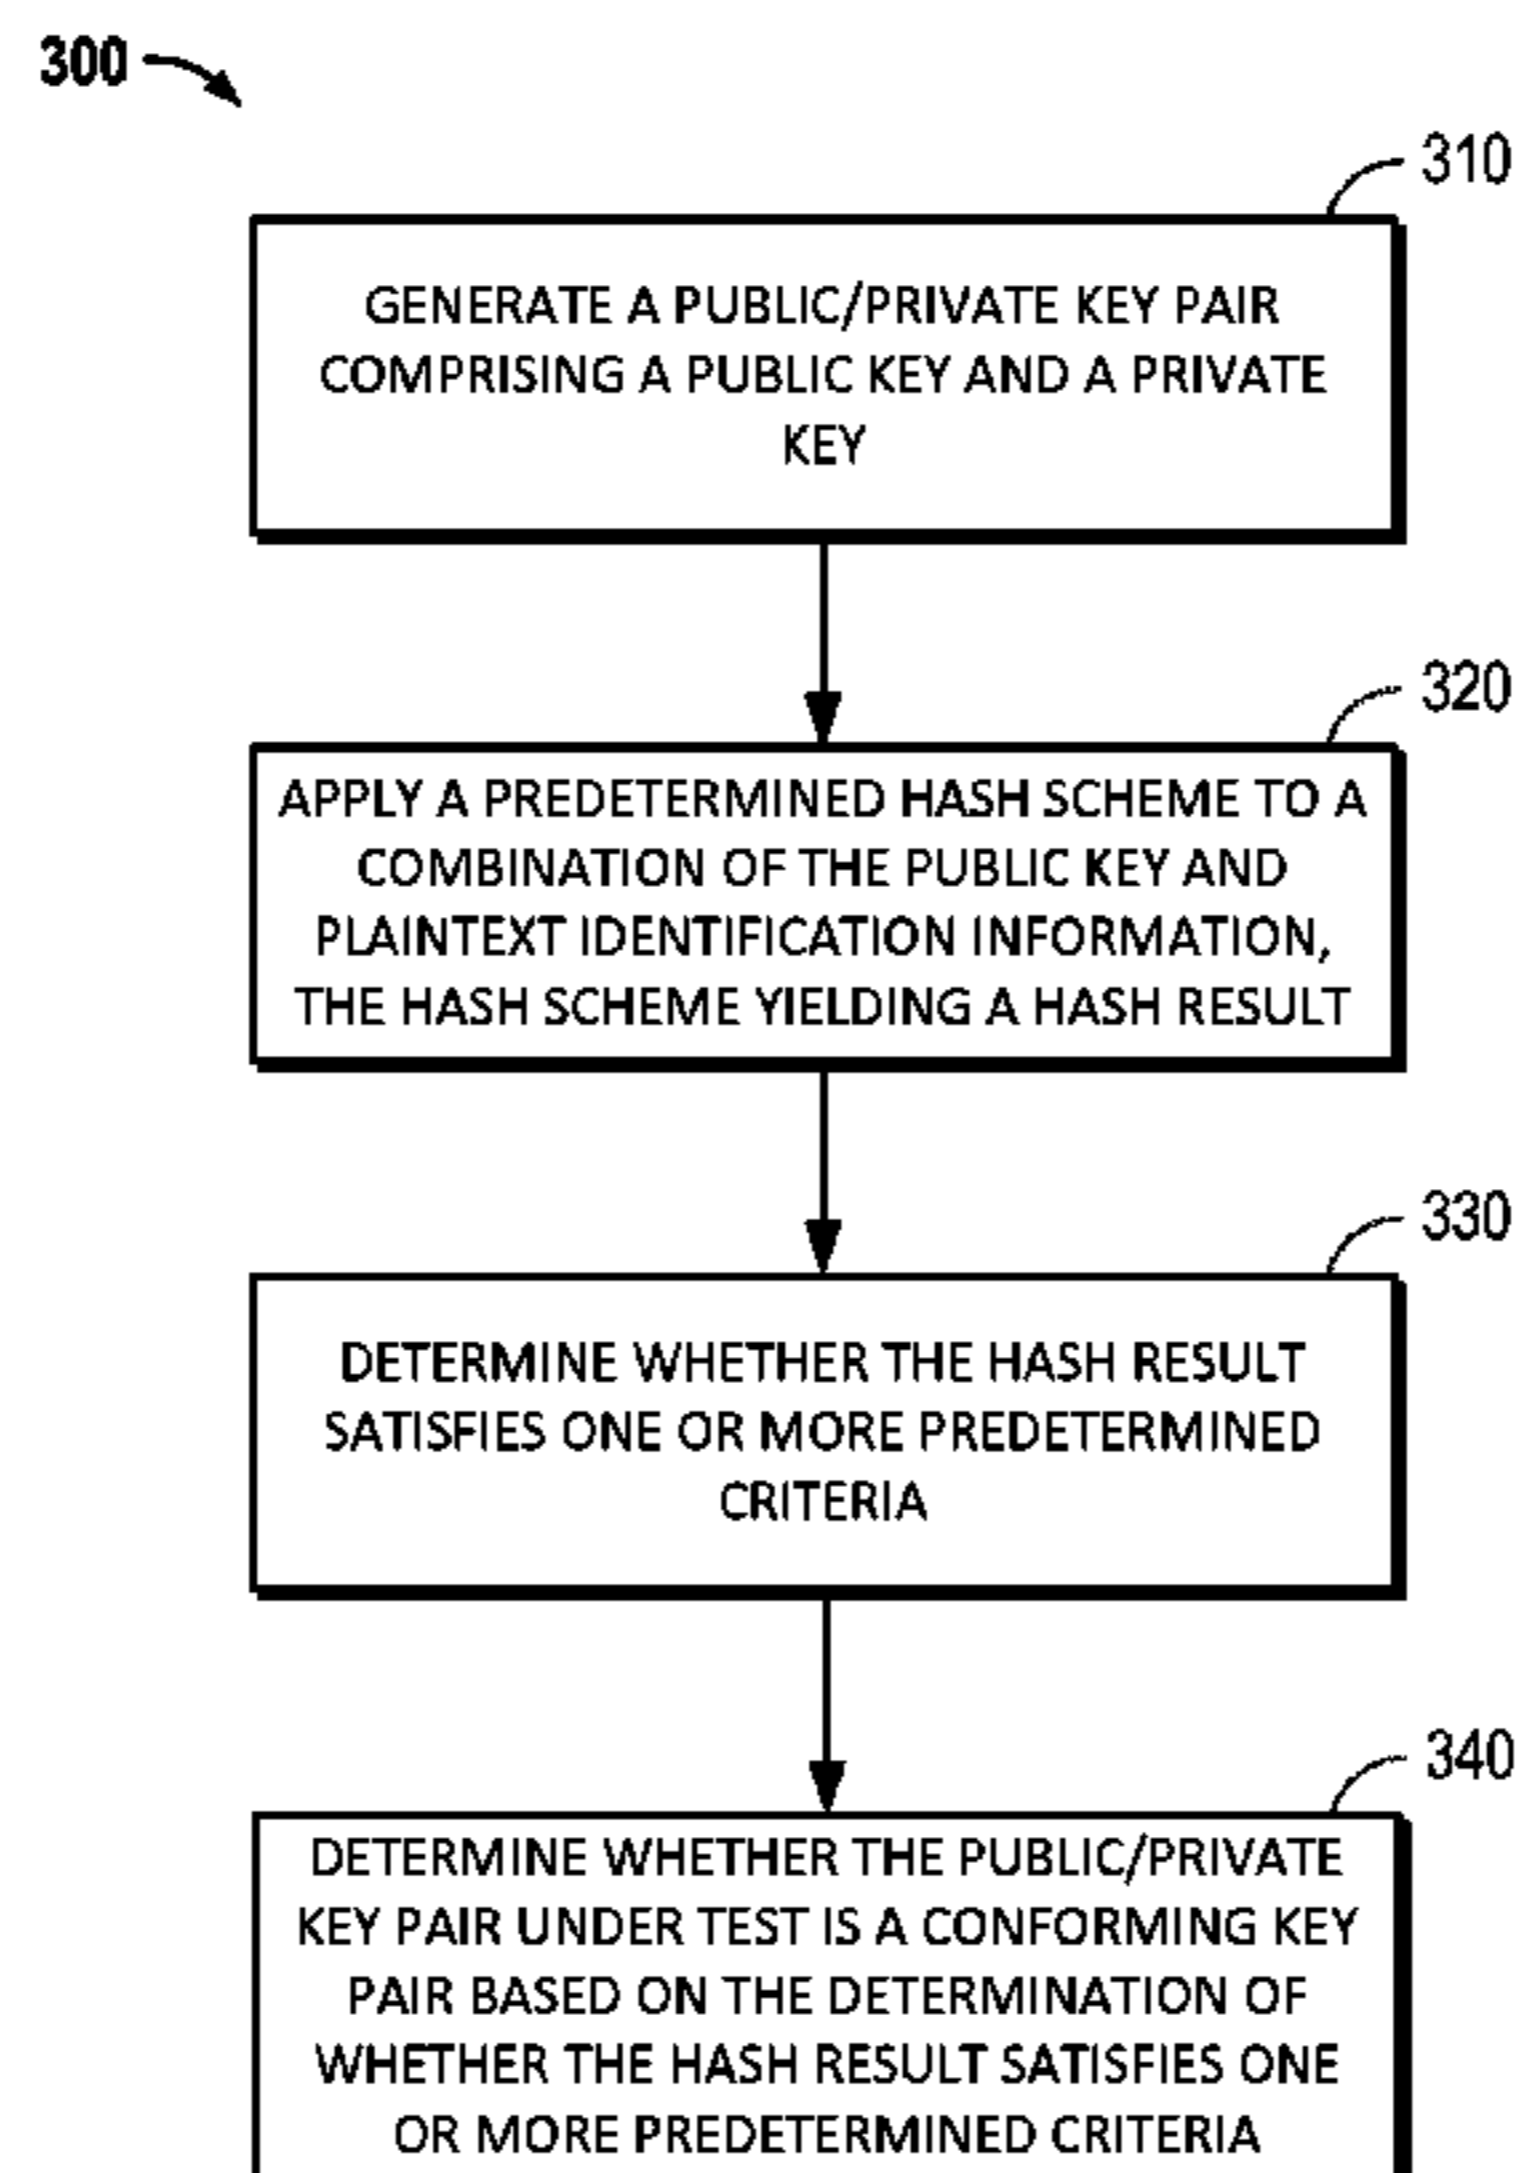 300
310
GENERATE A PUBLIC/PRIVATE KEY PAIR
COMPRISING A PUBLIC KEY AND A PRIVATE
KEY
320
APPLY A PREDETERMINED HASH SCHEME TO A
COMBINATION OF THE PUBLIC KEY AND
PLAINTEXT IDENTIFICATION INFORMATION,
THE HASH SCHEME YIELDING A HASH RESULT
330
DETERMINE WHETHER THE HASH RESULT
SATISFIES ONE OR MORE PREDETERMINED
CRITERIA
340
DETERMINE WHETHER THE PUBLIC/PRIVATE
KEY PAIR UNDER TEST IS A CONFORMING KEY
PAIR BASED ON THE DETERMINATION OF
WHETHER THE HASH RESULT SATISFIES ONE
OR MORE PREDETERMINED CRITERIA